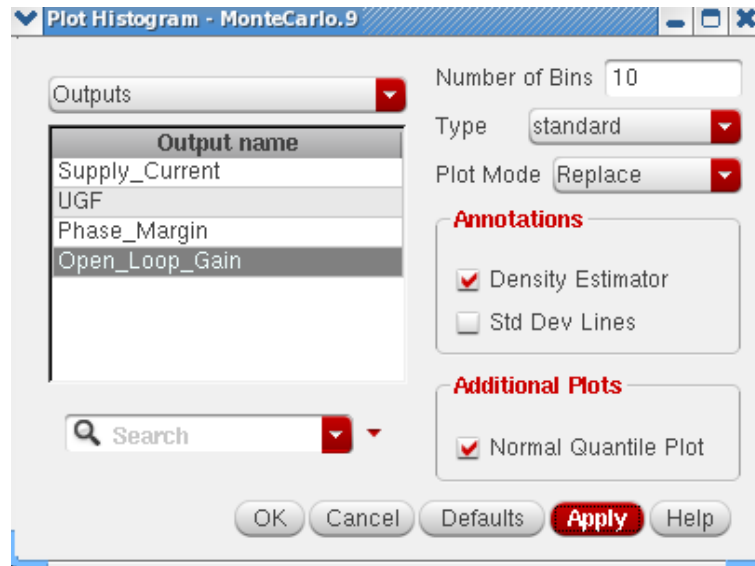 Plot Histogram - MonteCarlo.9
Outputs
Output name
Supply_Current
UGF
Phase_Margin
Open_Loop_Gain
Search
Number of Bins 10
Type standard
Plot Mode Replace
Annotations
Density Estimator
Std Dev Lines
Additional Plots
Normal Quantile Plot
OK Cancel Defaults Apply Help